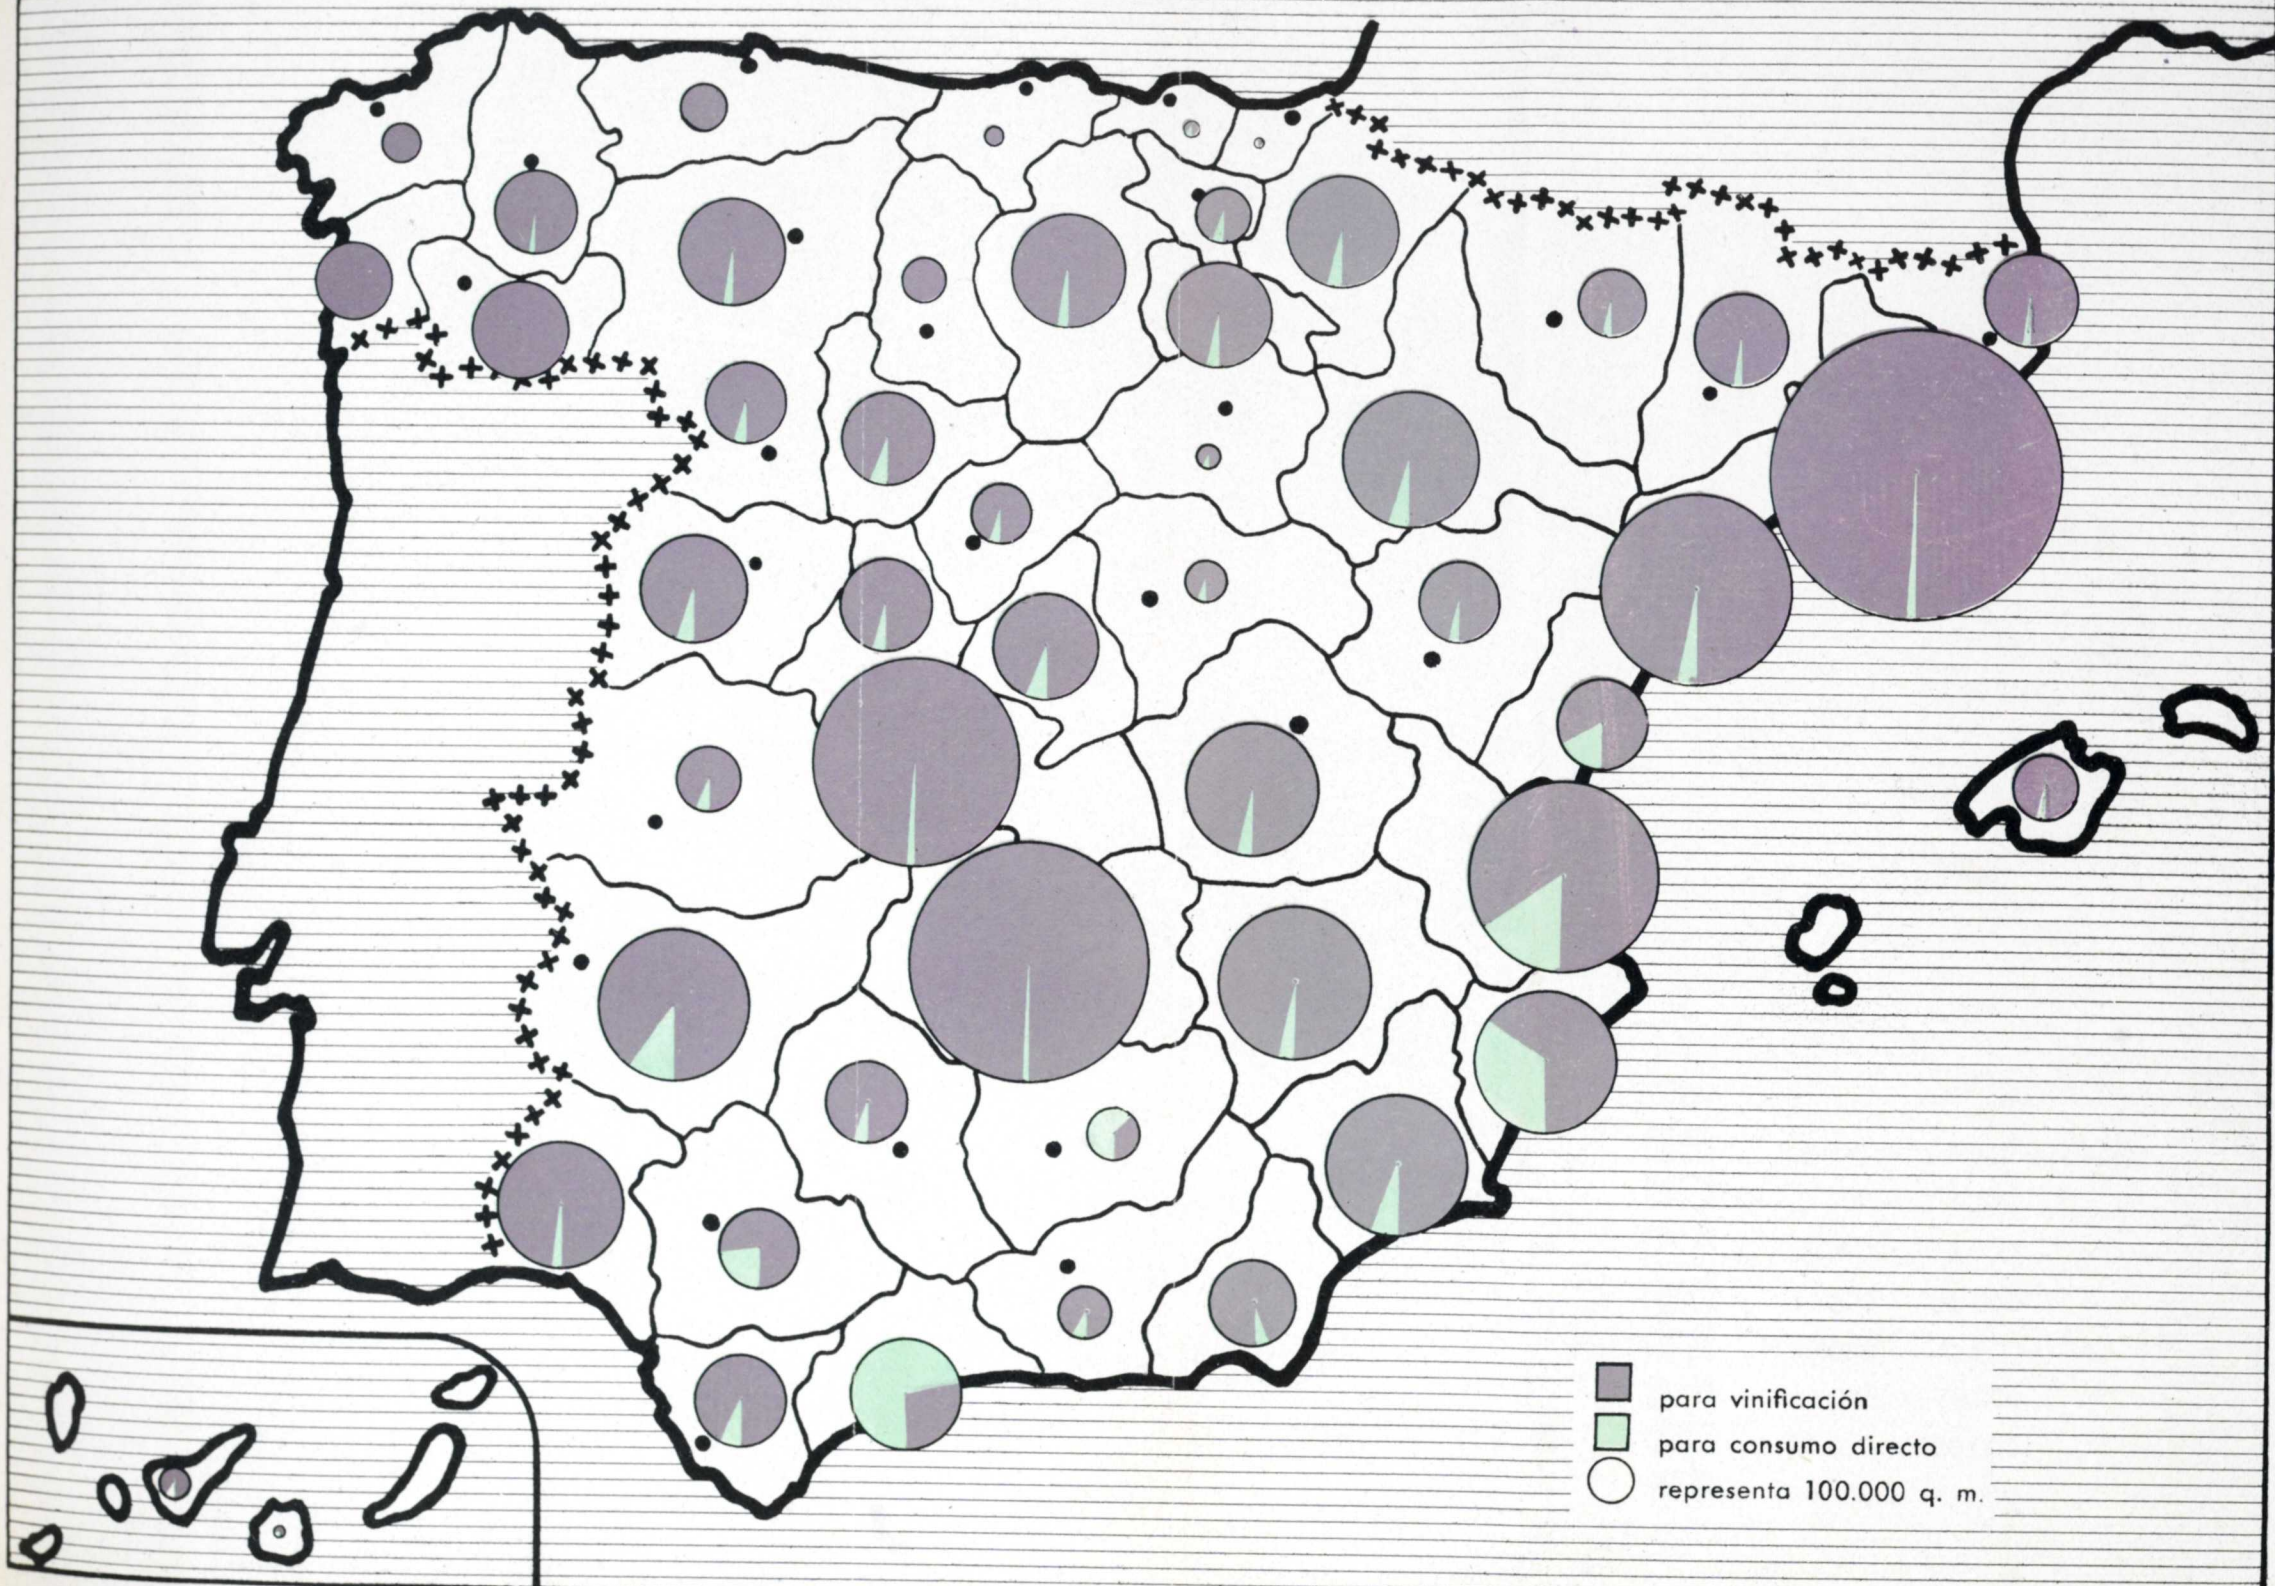 para vinificación
para consumo directo
representa 100.000 q. m.